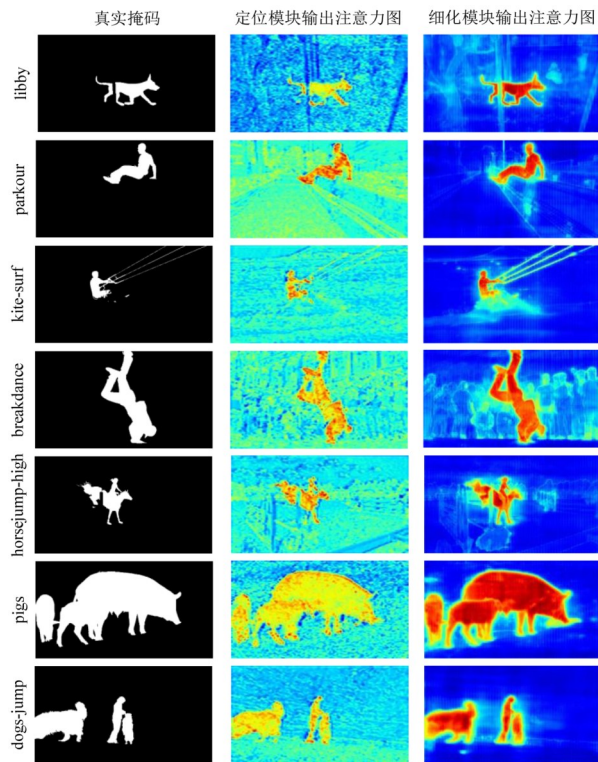 真实掩码
定位模块输出注意力图
细化模块输出注意力图
libby
parkour
kite-surf
breakdance
horsejump-high
pigs
dogs-jump